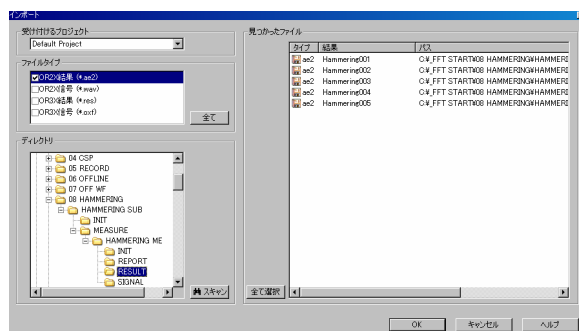 インポート
受け付けるプロジェクト
Default Project
ファイルタイプ
OR2X結果 (*.ae2)
OR2X信号 (*.wav)
OR3X結果 (*.res)
OR3X信号 (*.oxf)
全て
ディレクトリ
04 CSP
05 RECORD
06 OFFLINE
07 OFF WF
08 HAMMERING
HAMMERING SUB
INIT
MEASURE
HAMMERING ME
INIT
REPORT
RESULT
SIGNAL
スキャン
見つかったファイル
タイプ 結果 パス
ae2 Hammering001 C:¥_FFT START¥08 HAMMERING¥HAMMERI
ae2 Hammering002 C:¥_FFT START¥08 HAMMERING¥HAMMERI
ae2 Hammering003 C:¥_FFT START¥08 HAMMERING¥HAMMERI
ae2 Hammering004 C:¥_FFT START¥08 HAMMERING¥HAMMERI
ae2 Hammering005 C:¥_FFT START¥08 HAMMERING¥HAMMERI
全て選択
OK キャンセル ヘルプ